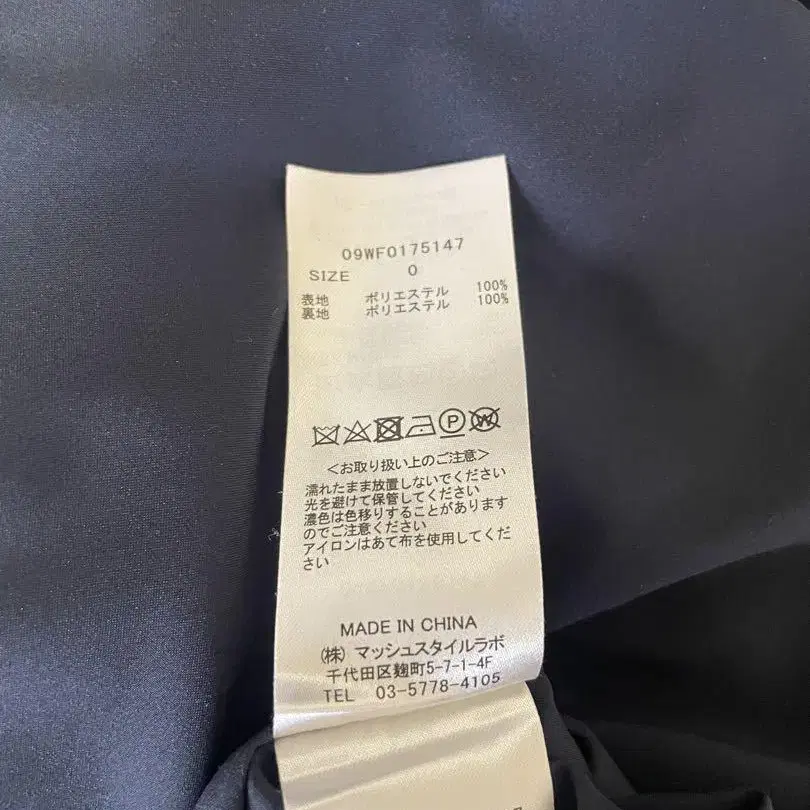 09WF0175147
SIZE 0
表地 ポリエステル 100%
裏地 ポリエステル 100%
P W
＜お取り扱い上のご注意＞
濡れたまま放置しないでください
光を避けて保管してください
濃色は色移りすることがあります
のでご注意ください
アイロンはあて布を使用してくだ
さい
MADE IN CHINA
(株) マッシュスタイルラボ
千代田区麹町5-7-1-4F
TEL 03-5778-4105